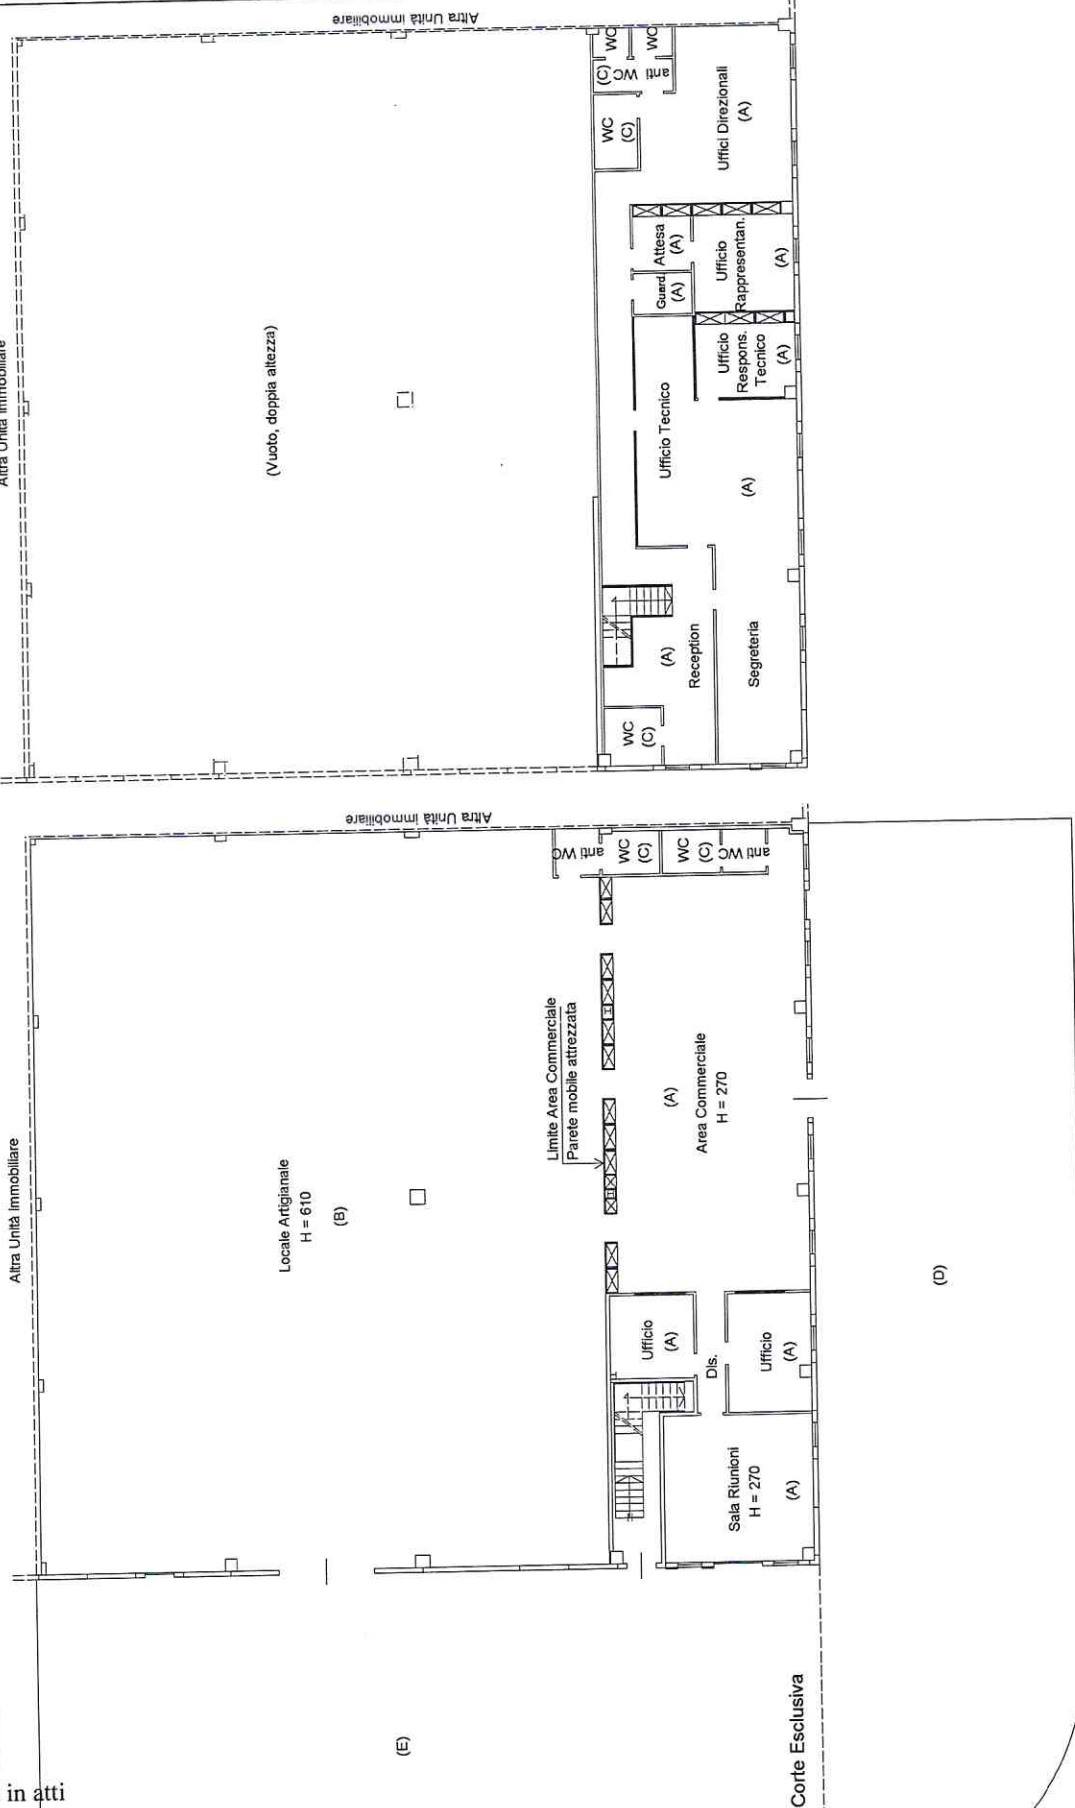 Altra Unità Immobiliare
Altra Unità Immobiliare
(Vuoto, doppia altezza)
WC
WC
anti WC
(C)
WC
(C)
Uffici Direzionali
(A)
Attesa
(A)
Guard.
(A)
Ufficio
Rappresentan.
(A)
Ufficio
Respons.
Tecnico
(A)
Ufficio Tecnico
(A)
Reception
(A)
Segreteria
WC
(C)
Altra Unità Immobiliare
Altra Unità Immobiliare
anti WC
WC
(C)
WC
(C)
anti WC
Locale Artigianale
H = 610
(B)
Limite Area Commerciale
Parete mobile attrezzata
(A)
Area Commerciale
H = 270
Ufficio
(A)
Dis.
Ufficio
(A)
Sala Riunioni
H = 270
(A)
(D)
(E)
Corte Esclusiva
in atti